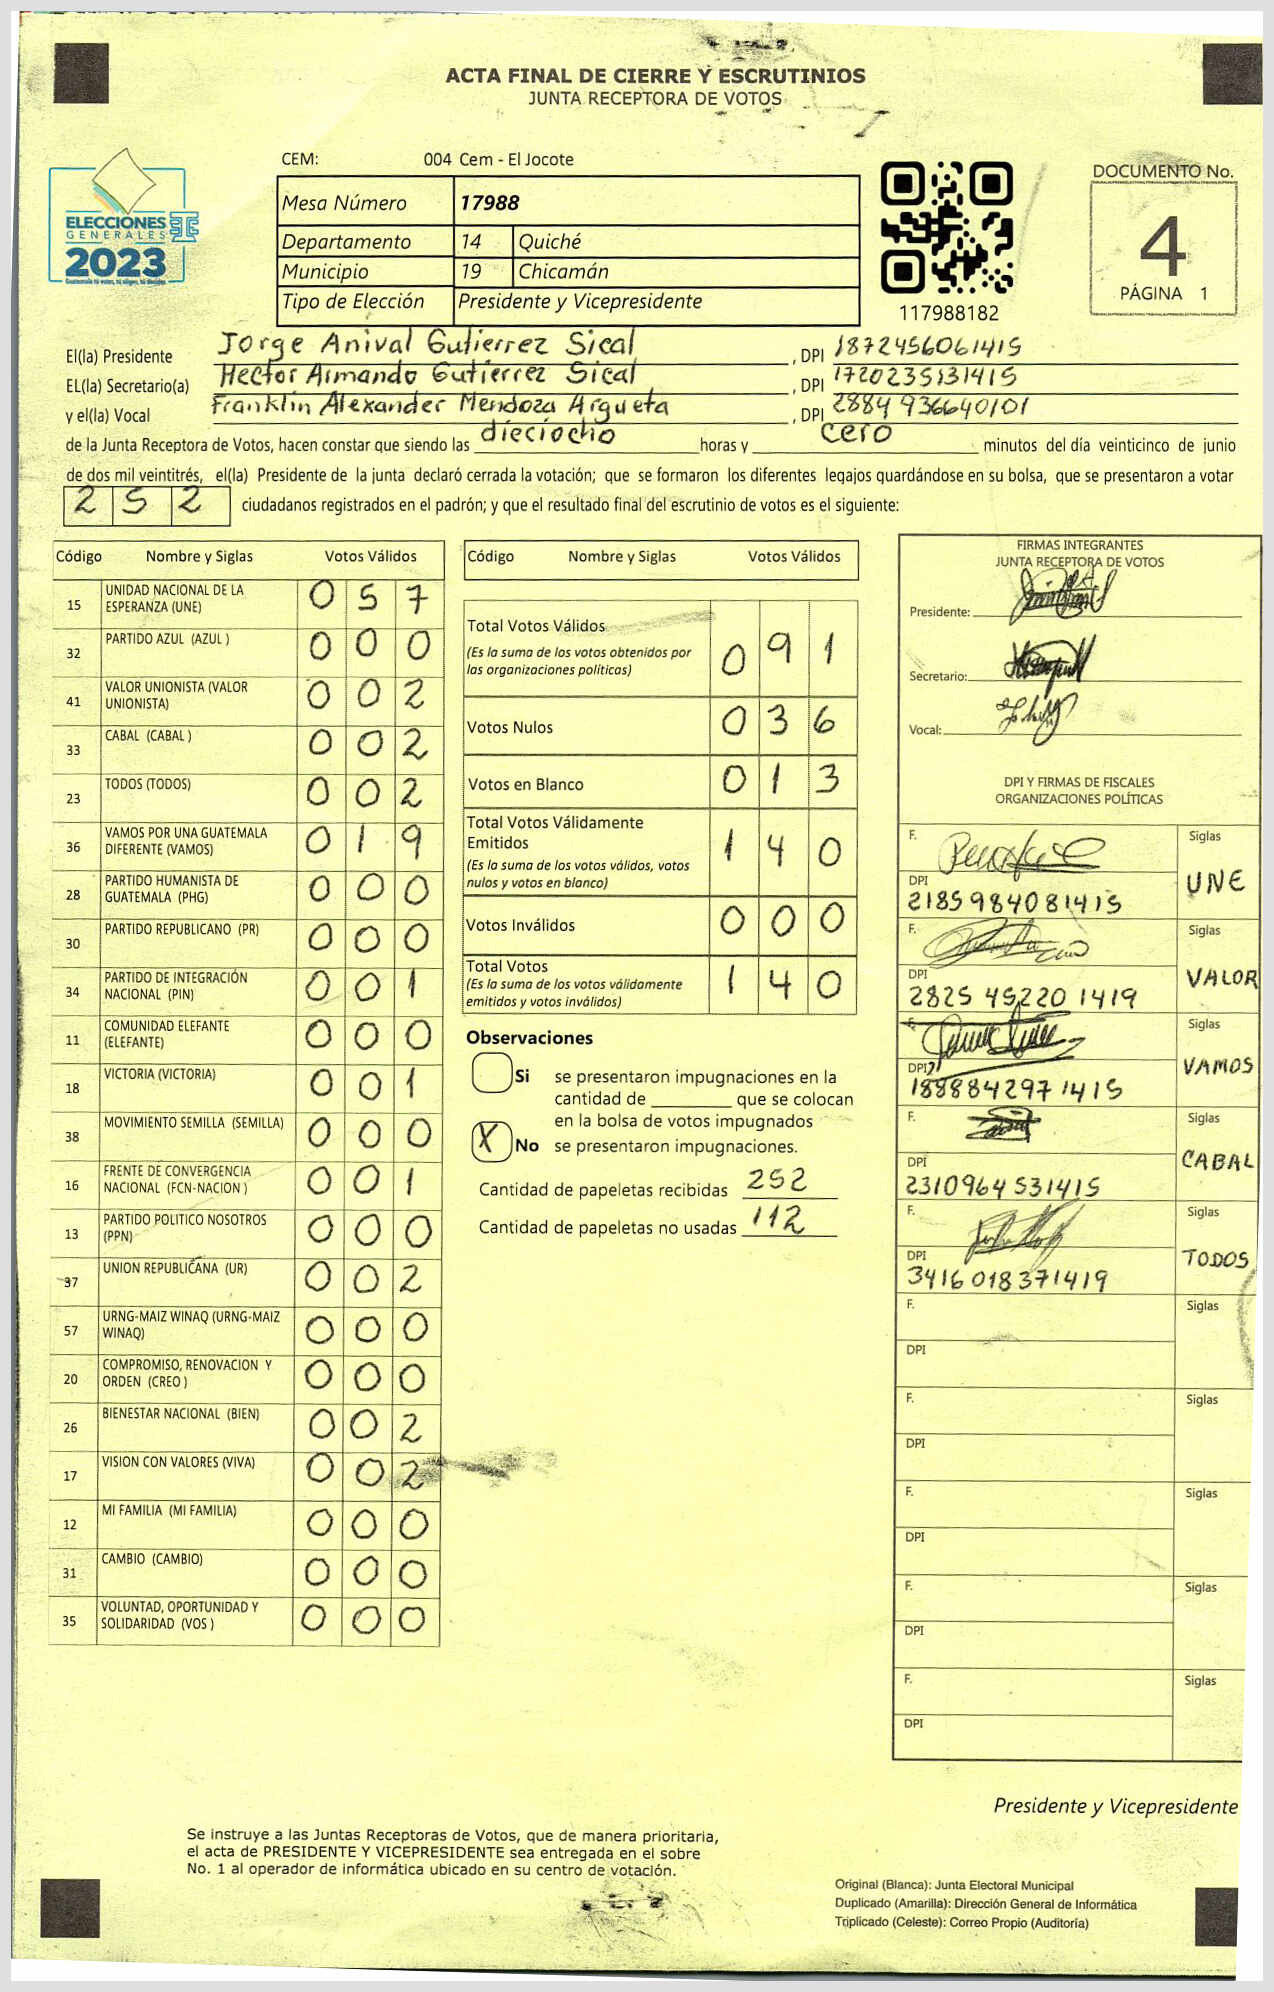 ACTA FINAL DE CIERRE Y ESCRUTINIOS
JUNTA RECEPTORA DE VOTOS
CEM: 004 Cem - El Jocote
ELECCIONES
GENERALES
2023
Guatemala tú votas, tú eliges, tú decides
Mesa Número 17988
Departamento 14 Quiché
Municipio 19 Chicamán
Tipo de Elección Presidente y Vicepresidente
117988182
DOCUMENTO No.
4
PÁGINA 1
El(la) Presidente Jorge Anival Gutierrez Sical , DPI 1872456061415
EL(la) Secretario(a) Hector Armando Gutierrez Sical , DPI 1720235131415
y el(la) Vocal Franklin Alexander Mendoza Argueta , DPI 2884 936640101
de la Junta Receptora de Votos, hacen constar que siendo las dieciocho horas y cero minutos del día veinticinco de junio
de dos mil veintitrés, el(la) Presidente de la junta declaró cerrada la votación; que se formaron los diferentes legajos quardándose en su bolsa, que se presentaron a votar
252 ciudadanos registrados en el padrón; y que el resultado final del escrutinio de votos es el siguiente:
Código Nombre y Siglas Votos Válidos
15 UNIDAD NACIONAL DE LA ESPERANZA (UNE) 0 5 7
32 PARTIDO AZUL (AZUL ) 0 0 0
41 VALOR UNIONISTA (VALOR UNIONISTA) 0 0 2
33 CABAL (CABAL ) 0 0 2
23 TODOS (TODOS) 0 0 2
36 VAMOS POR UNA GUATEMALA DIFERENTE (VAMOS) 0 1 9
28 PARTIDO HUMANISTA DE GUATEMALA (PHG) 0 0 0
30 PARTIDO REPUBLICANO (PR) 0 0 0
34 PARTIDO DE INTEGRACIÓN NACIONAL (PIN) 0 0 1
11 COMUNIDAD ELEFANTE (ELEFANTE) 0 0 0
18 VICTORIA (VICTORIA) 0 0 1
38 MOVIMIENTO SEMILLA (SEMILLA) 0 0 0
16 FRENTE DE CONVERGENCIA NACIONAL (FCN-NACION ) 0 0 1
13 PARTIDO POLITICO NOSOTROS (PPN) 0 0 0
37 UNION REPUBLICANA (UR) 0 0 2
57 URNG-MAIZ WINAQ (URNG-MAIZ WINAQ) 0 0 0
20 COMPROMISO, RENOVACION Y ORDEN (CREO ) 0 0 0
26 BIENESTAR NACIONAL (BIEN) 0 0 2
17 VISION CON VALORES (VIVA) 0 0 2
12 MI FAMILIA (MI FAMILIA) 0 0 0
31 CAMBIO (CAMBIO) 0 0 0
35 VOLUNTAD, OPORTUNIDAD Y SOLIDARIDAD (VOS ) 0 0 0
Código Nombre y Siglas Votos Válidos
Total Votos Válidos 0 9 1
(Es la suma de los votos obtenidos por
las organizaciones políticas)
Votos Nulos 0 3 6
Votos en Blanco 0 1 3
Total Votos Válidamente
Emitidos 1 4 0
(Es la suma de los votos válidos, votos
nulos y votos en blanco)
Votos Inválidos 0 0 0
Total Votos 1 4 0
(Es la suma de los votos válidamente
emitidos y votos inválidos)
Observaciones
Si se presentaron impugnaciones en la
cantidad de ________ que se colocan
en la bolsa de votos impugnados
X No se presentaron impugnaciones.
Cantidad de papeletas recibidas 252
Cantidad de papeletas no usadas 112
FIRMAS INTEGRANTES
JUNTA RECEPTORA DE VOTOS
Presidente:
Secretario:
Vocal:
DPI Y FIRMAS DE FISCALES
ORGANIZACIONES POLÍTICAS
F. Siglas
DPI UNE
2185984081415
F. Siglas
DPI VALOR
2825 45220 1419
F. Siglas
DPI VAMOS
1888842971415
F. Siglas
DPI CABAL
2310964531415
F. Siglas
DPI TODOS
3416018371419
F. Siglas
DPI
F. Siglas
DPI
F. Siglas
DPI
F. Siglas
DPI
F. Siglas
DPI
Presidente y Vicepresidente
Se instruye a las Juntas Receptoras de Votos, que de manera prioritaria,
el acta de PRESIDENTE Y VICEPRESIDENTE sea entregada en el sobre
No. 1 al operador de informática ubicado en su centro de votación.
Original (Blanca): Junta Electoral Municipal
Duplicado (Amarilla): Dirección General de Informática
Triplicado (Celeste): Correo Propio (Auditoría)